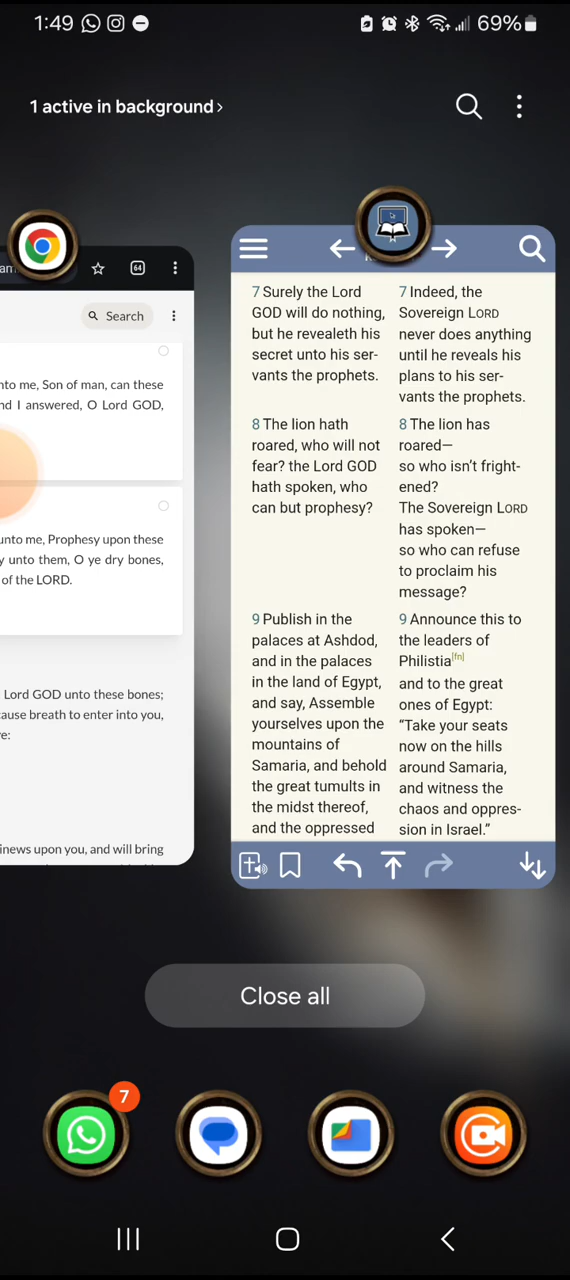 1:49
69%
1 active in background >
64
Search
nto me, Son of man, can these
nd I answered, O Lord GOD,
unto me, Prophesy upon these
y unto them, O ye dry bones,
of the LORD.
Lord GOD unto these bones;
ause breath to enter into you,
e:
inews upon you, and will bring
7 Surely the Lord
GOD will do nothing,
but he revealeth his
secret unto his ser-
vants the prophets.
8 The lion hath
roared, who will not
fear? the Lord GOD
hath spoken, who
can but prophesy?
9 Publish in the
palaces at Ashdod,
and in the palaces
in the land of Egypt,
and say, Assemble
yourselves upon the
mountains of
Samaria, and behold
the great tumults in
the midst thereof,
and the oppressed
7 Indeed, the
Sovereign LORD
never does anything
until he reveals his
plans to his ser-
vants the prophets.
8 The lion has
roared—
so who isn't fright-
ened?
The Sovereign LORD
has spoken—
so who can refuse
to proclaim his
message?
9 Announce this to
the leaders of
Philistia[fn]
and to the great
ones of Egypt:
“Take your seats
now on the hills
around Samaria,
and witness the
chaos and oppres-
sion in Israel.”
Close all
7